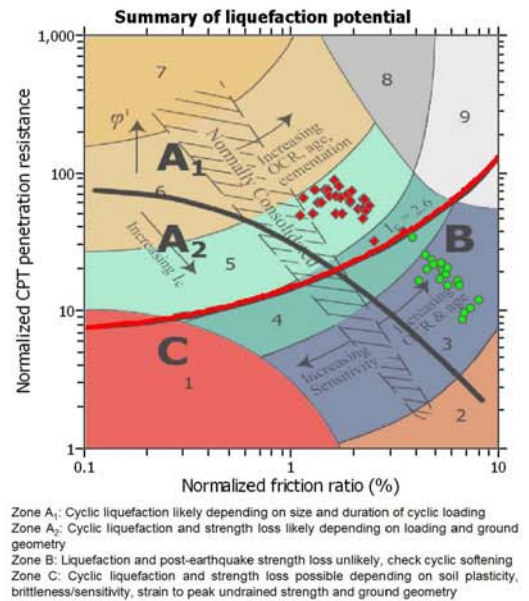 Summary of liquefaction potential
Normalized CPT penetration resistance
1,000
100
10
1
7
8
9
φ'
A1
Increasing
OCR, age,
cementation
Normally Consolidated
6
A2
Increasing Ic
5
Ic = 2.6
B
4
Increasing
OCR & age
C
Increasing
Sensitivity
3
1
2
0.1
1
10
Normalized friction ratio (%)
Zone A1: Cyclic liquefaction likely depending on size and duration of cyclic loading
Zone A2: Cyclic liquefaction and strength loss likely depending on loading and ground
geometry
Zone B: Liquefaction and post-earthquake strength loss unlikely, check cyclic softening
Zone C: Cyclic liquefaction and strength loss possible depending on soil plasticity,
brittleness/sensitivity, strain to peak undrained strength and ground geometry